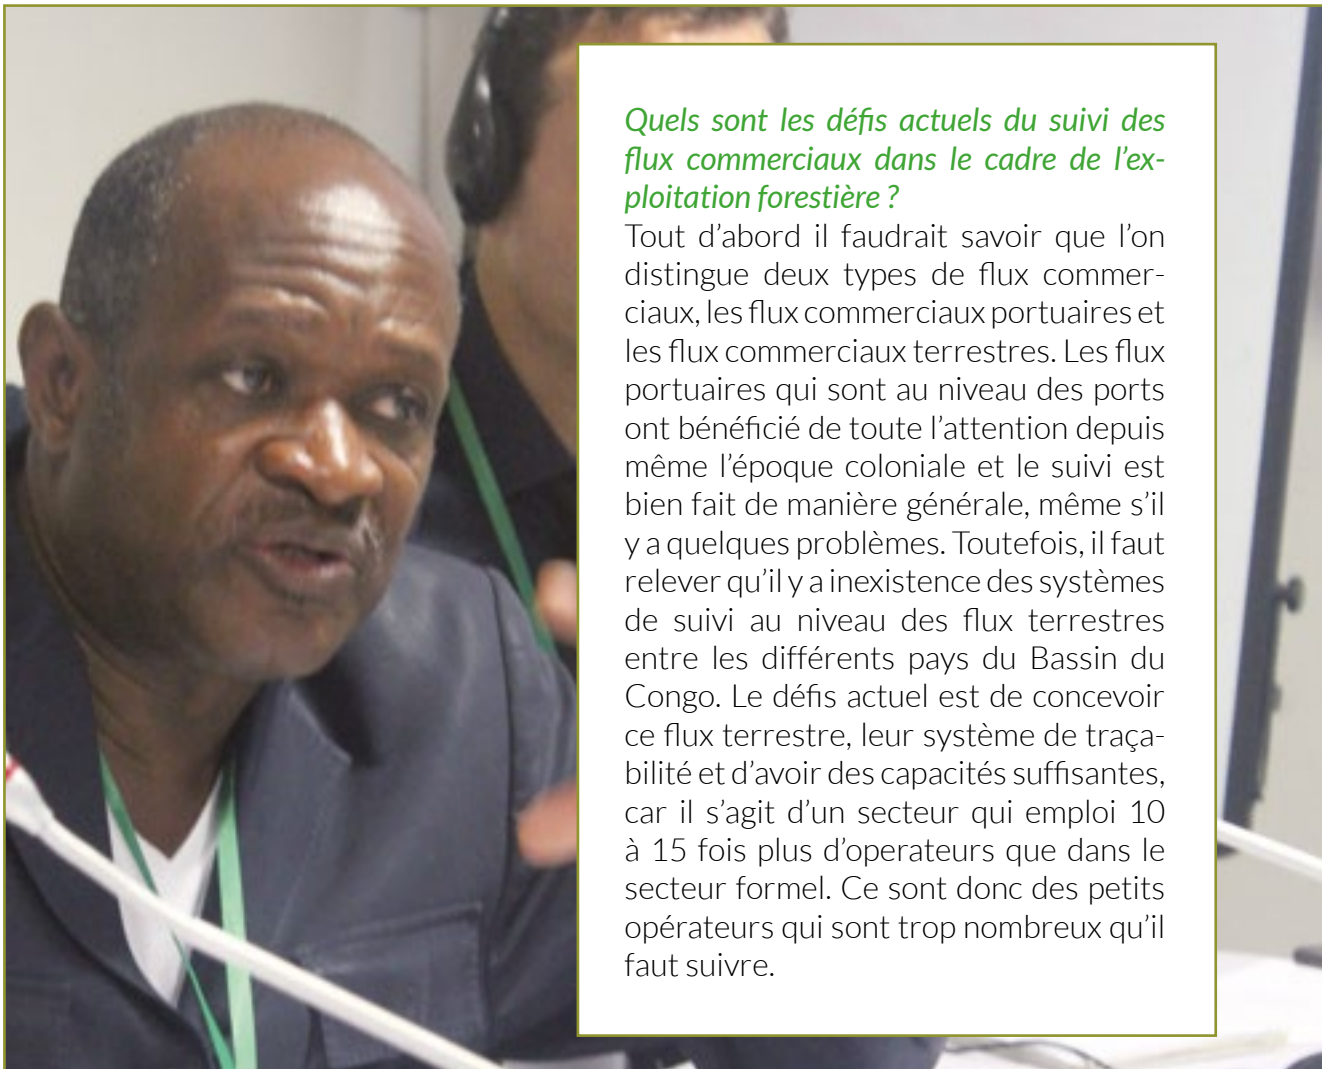 Quels sont les défis actuels du suivi des
flux commerciaux dans le cadre de l'ex-
ploitation forestière ?
Tout d'abord il faudrait savoir que l'on
distingue deux types de flux commer-
ciaux, les flux commerciaux portuaires et
les flux commerciaux terrestres. Les flux
portuaires qui sont au niveau des ports
ont bénéficié de toute l'attention depuis
même l'époque coloniale et le suivi est
bien fait de manière générale, même s'il
y a quelques problèmes. Toutefois, il faut
relever qu'il y a inexistence des systèmes
de suivi au niveau des flux terrestres
entre les différents pays du Bassin du
Congo. Le défis actuel est de concevoir
ce flux terrestre, leur système de traça-
bilité et d'avoir des capacités suffisantes,
car il s'agit d'un secteur qui emploi 10
à 15 fois plus d'operateurs que dans le
secteur formel. Ce sont donc des petits
opérateurs qui sont trop nombreux qu'il
faut suivre.